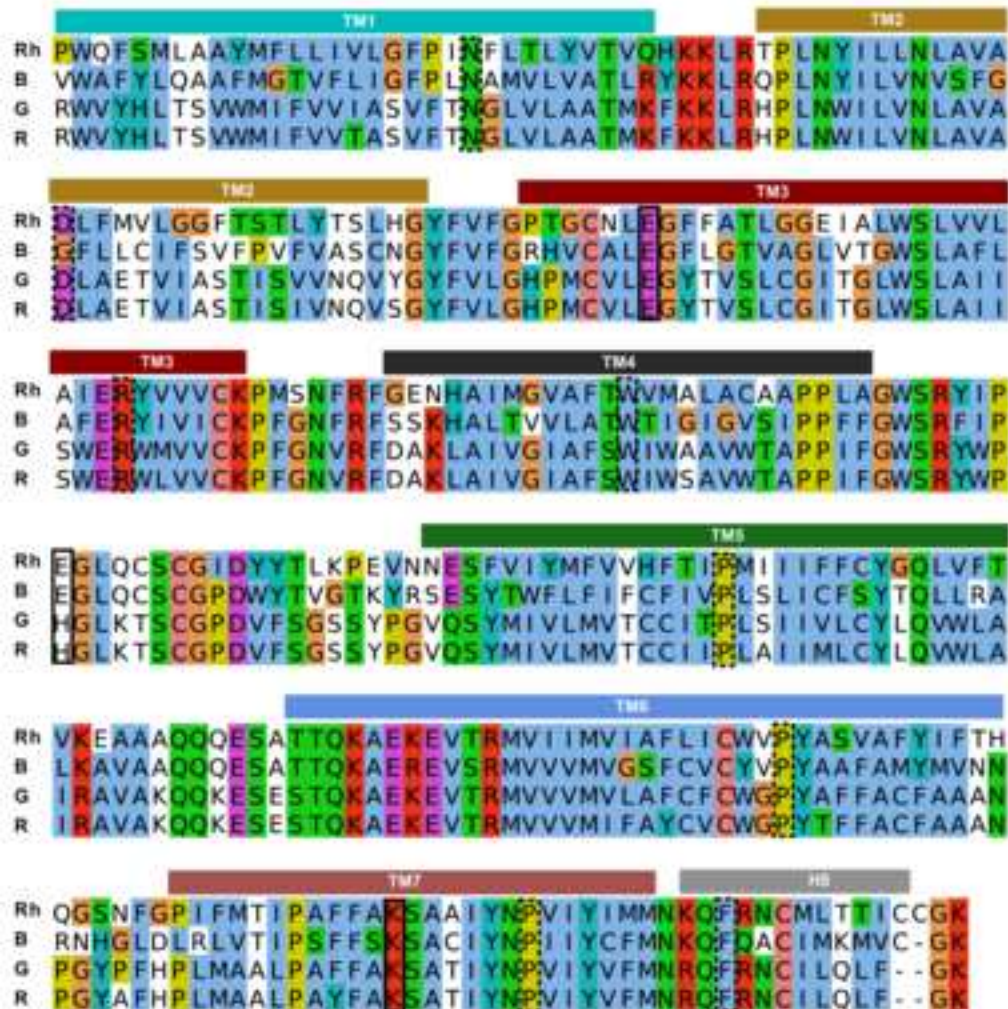 TM1 TM2
Rh PWQFSMLAAYMFLLIVLGFPINFLTLYVTVQHKKLRTPLNYILLNLAVA
B VWAFYLQAAFMGTVFLIGFPLNAMVLVATLRYKKLRQPLNYILVNVSFG
G RWVYHLTSVWMIFVVIASVFTNGLVLAATMKFKKLRHPLNWILVNLAVA
R RWVYHLTSVWMIFVVTASVFTNGLVLAATMKFKKLRHPLNWILVNLAVA
TM2 TM3
Rh DLFMVLGGFTSTLYTSLHGYFVFGPTGCNLEGFFATLGGEIALWSLVVL
B GFLLCIFSVFPVFVASCNGYFVFGRHVCALEGFLGTVAGLVTGWSLAFL
G DLAETVIASTISVVNQVYGYFVLGHPMCVLEGYTVSLCGITGLWSLAII
R DLAETVIASTISIVNQVSGYFVLGHPMCVLEGYTVSLCGITGLWSLAII
TM3 TM4
Rh AIERYVVVCKPMSNFRFGENHAIMGVAFTWVMALACAAPPLAGWSRYIP
B AFERYIVICKPFGNFRFSSKHALTVVLATWTIGIGVSIPPFFGWSRFIP
G SWERWMVVCKPFGNVRFDAKLAIVGIAFSWIWAAVWTAPPIFGWSRYWP
R SWERWLVVCKPFGNVRFDAKLAIVGIAFSWIWSAVWTAPPIFGWSRYWP
TM5
Rh EGLQCSCGIDYYTLKPEVNNESFVIYMFVVHFTIPMIIIFFCYGQLVFT
B EGLQCSCGPDWYTVGTKYRSESYTWFLFIFCFIVPLSLICFSYTQLLRA
G HGLKTSCGPDVFSGSSYPGVQSYMIVLMVTCCITPLSIIVLCYLQVWLA
R HGLKTSCGPDVFSGSSYPGVQSYMIVLMVTCCIIPLAIIMLCYLQVWLA
TM6
Rh VKEAAAQQQESATTQKAEKEVTRMVIIMVIAFLICWVPYASVAFYIFTH
B LKAVAAQQQESATTQKAEREVSRMVVVMVGSFCVCYVPYAAFAMYMVNN
G IRAVAKQQKESESTQKAEKEVTRMVVVMVLAFCFCWGPYAFFACFAAAN
R IRAVAKQQKESESTQKAEKEVTRMVVVMIFAYCVCWGPYTFFACFAAAN
TM7 H8
Rh QGSNFGPIFMTIPAFFAKSAAIYNPVIYIMMNKQFRNCMLTTICCGK
B RNHGLDLRLVTIPSFFSKSACIYNPIIYCFMNKQFQACIMKMVC-GK
G PGYPFHPLMAALPAFFAKSATIYNPVIYVFMNRQFRNCILQLF--GK
R PGYAFHPLMAALPAYFAKSATIYNPVIYVFMNRQFRNCILQLF--GK